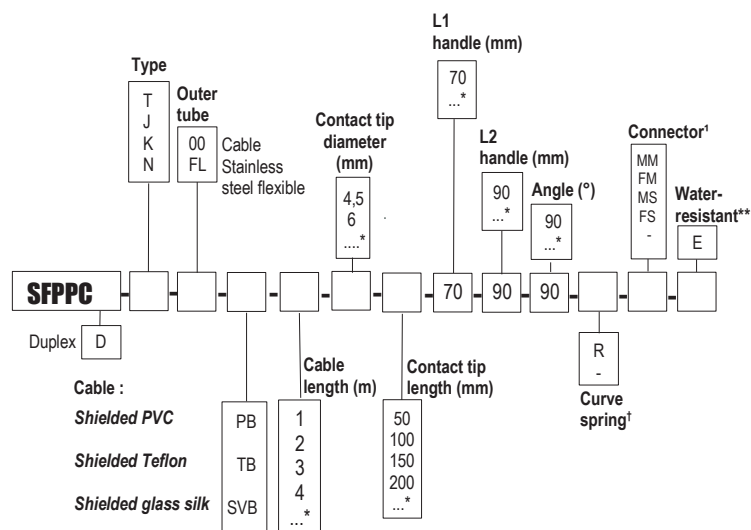 L1
handle (mm)
70
...*
Type
T
J
K
N
Outer
tube
00
FL
Cable
Stainless
steel flexible
Contact tip
diameter
(mm)
4,5
6
....*
L2
handle (mm)
90
...*
Angle (°)
90
...*
Connector¹
MM
FM
MS
FS
-
Water-
resistant**
E
SFPPC - - - - - - 70 - 90 - 90 - - -
Duplex D
R
-
Curve
spring†
Cable :
Shielded PVC PB
Shielded Teflon TB
Shielded glass silk SVB
Cable
length (m)
1
2
3
4
...*
Contact tip
length (mm)
50
100
150
200
...*